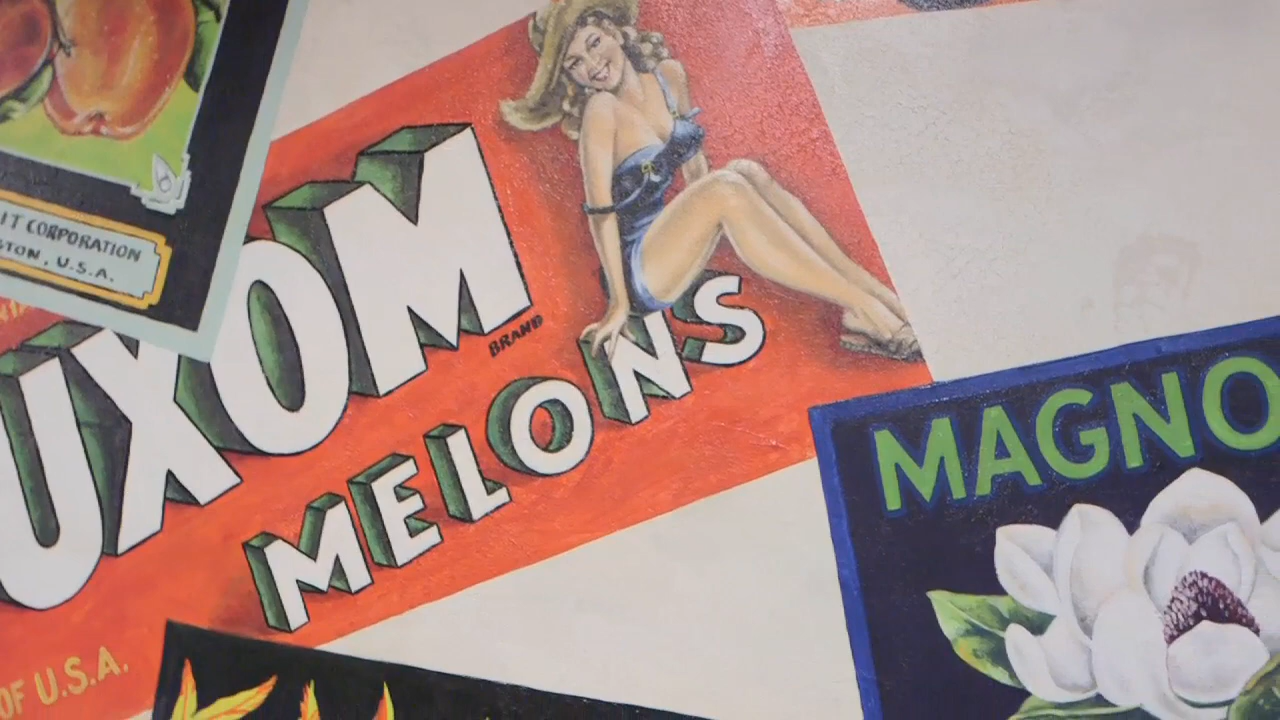 IT CORPORATION
STON, U.S.A.
UXOM
BRAND
MELONS
OF U.S.A.
MAGNO